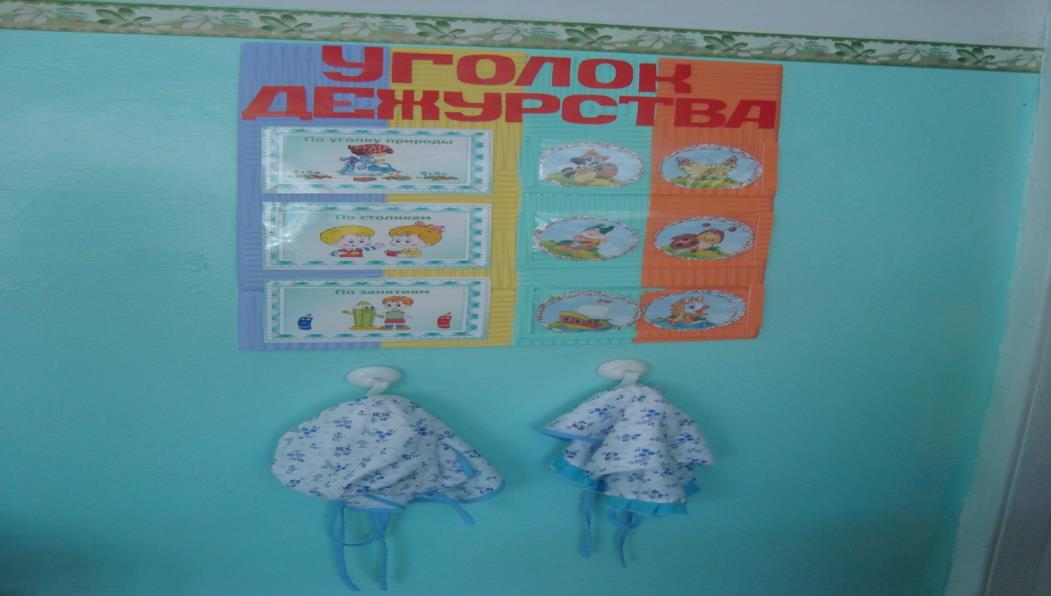 УГОЛОК
ДЕЖУРСТВА
По уголку природы
По столикам
По занятиям